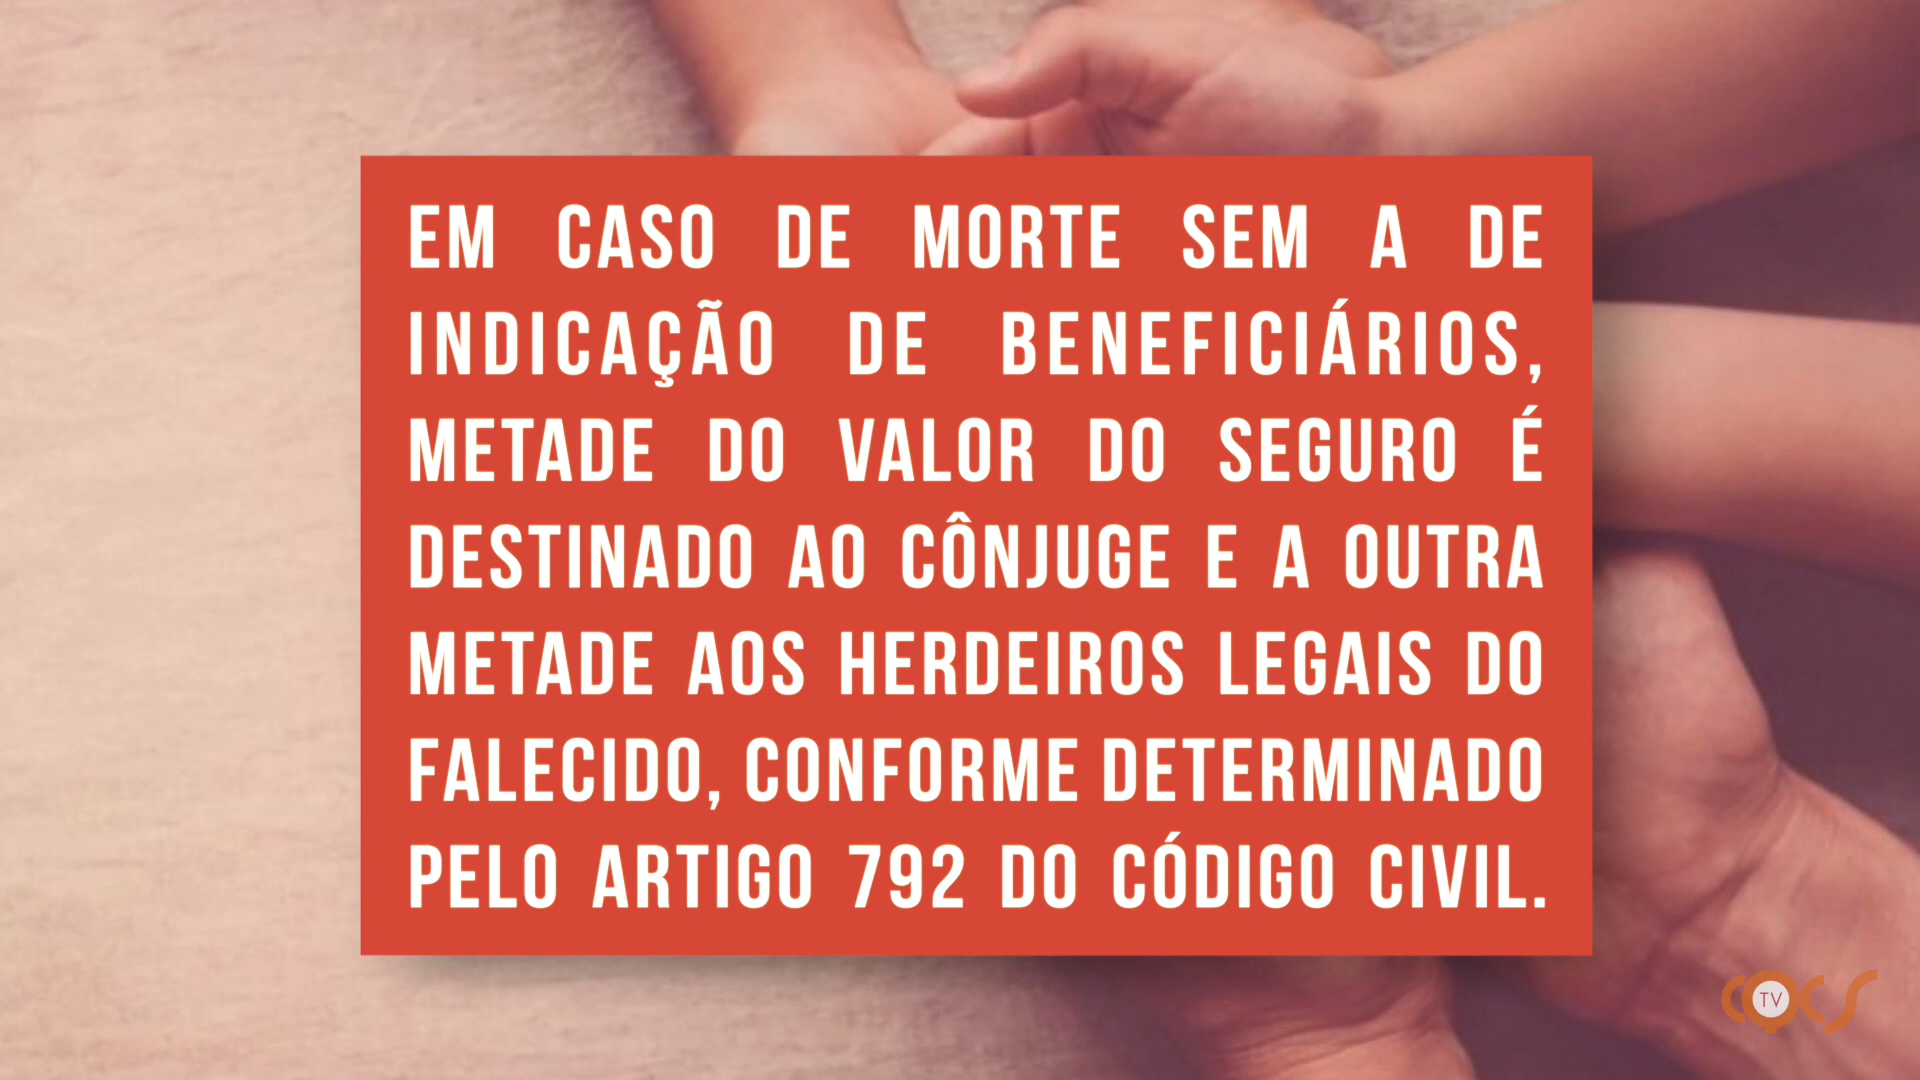 EM CASO DE MORTE SEM A DE
INDICAÇÃO DE BENEFICIÁRIOS,
METADE DO VALOR DO SEGURO É
DESTINADO AO CÔNJUGE E A OUTRA
METADE AOS HERDEIROS LEGAIS DO
FALECIDO, CONFORME DETERMINADO
PELO ARTIGO 792 DO CÓDIGO CIVIL.
CQCS
TV